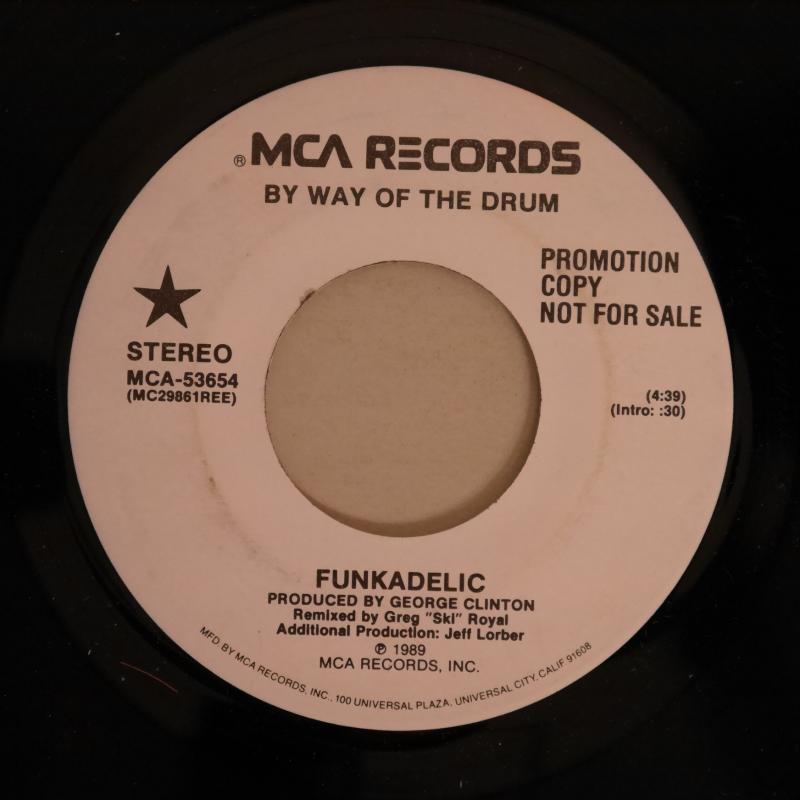 ® MCA RECORDS
BY WAY OF THE DRUM
PROMOTION
COPY
NOT FOR SALE
STEREO
MCA-53654
(MC29861REE)
(4:39)
(Intro: :30)
FUNKADELIC
PRODUCED BY GEORGE CLINTON
Remixed by Greg "Ski" Royal
Additional Production: Jeff Lorber
℗ 1989
MCA RECORDS, INC.
MFD BY MCA RECORDS, INC., 100 UNIVERSAL PLAZA, UNIVERSAL CITY, CALIF 91608